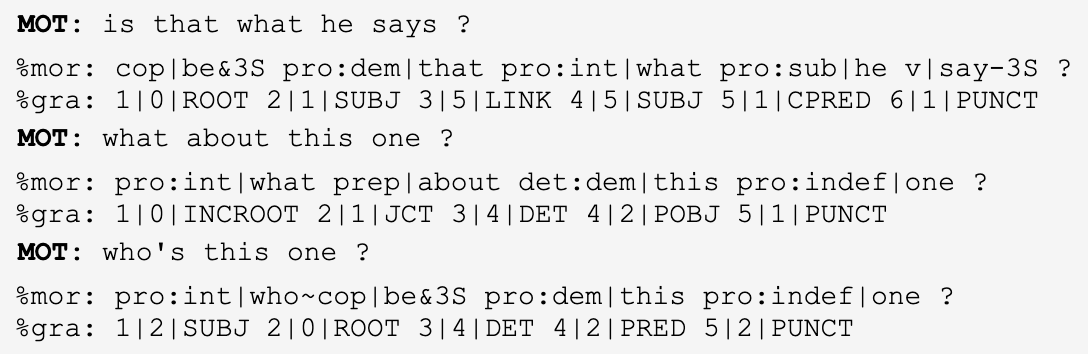 MOT: is that what he says ?
%mor: cop|be&3S pro:dem|that pro:int|what pro:sub|he v|say-3S ?
%gra: 1|0|ROOT 2|1|SUBJ 3|5|LINK 4|5|SUBJ 5|1|CPRED 6|1|PUNCT
MOT: what about this one ?
%mor: pro:int|what prep|about det:dem|this pro:indef|one ?
%gra: 1|0|INCROOT 2|1|JCT 3|4|DET 4|2|POBJ 5|1|PUNCT
MOT: who's this one ?
%mor: pro:int|who~cop|be&3S pro:dem|this pro:indef|one ?
%gra: 1|2|SUBJ 2|0|ROOT 3|4|DET 4|2|PRED 5|2|PUNCT